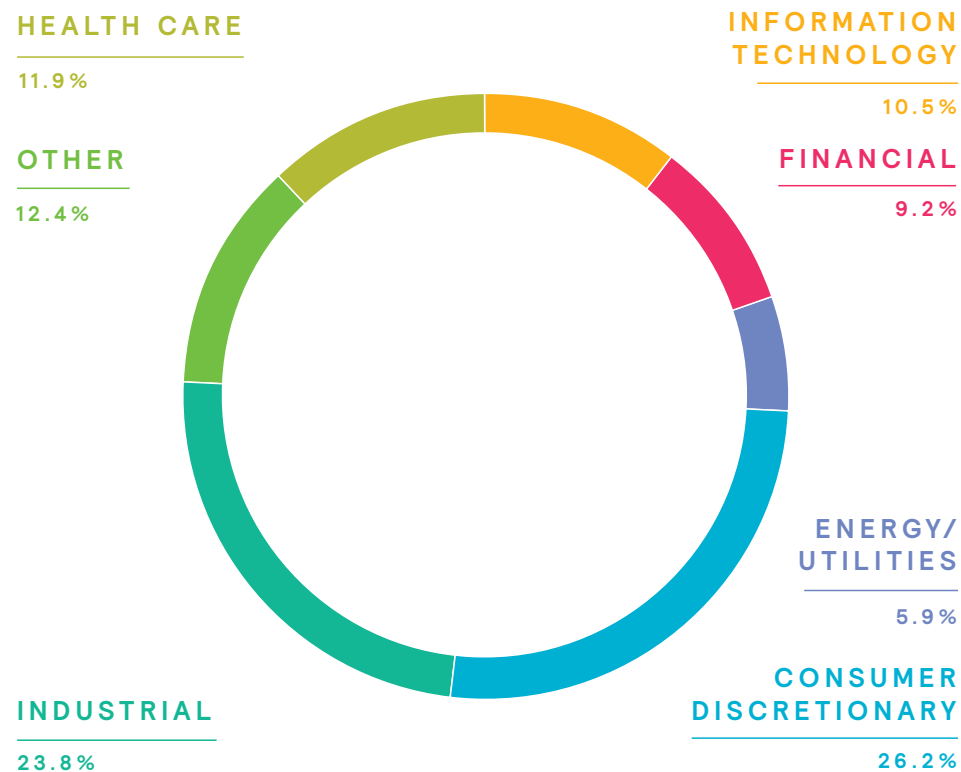 HEALTH CARE
11.9%
OTHER
12.4%
INDUSTRIAL
23.8%
INFORMATION
TECHNOLOGY
10.5%
FINANCIAL
9.2%
ENERGY/
UTILITIES
5.9%
CONSUMER
DISCRETIONARY
26.2%